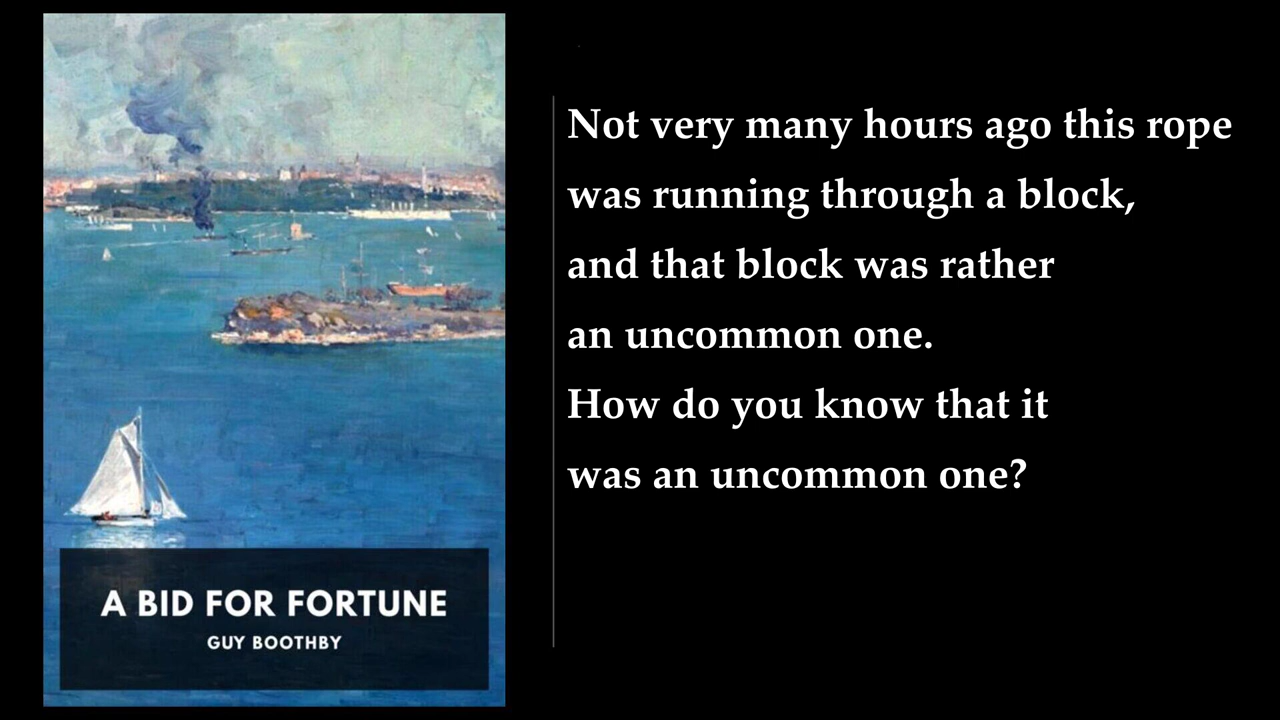 Not very many hours ago this rope
was running through a block,
and that block was rather
an uncommon one.
How do you know that it
was an uncommon one?
A BID FOR FORTUNE
GUY BOOTHBY